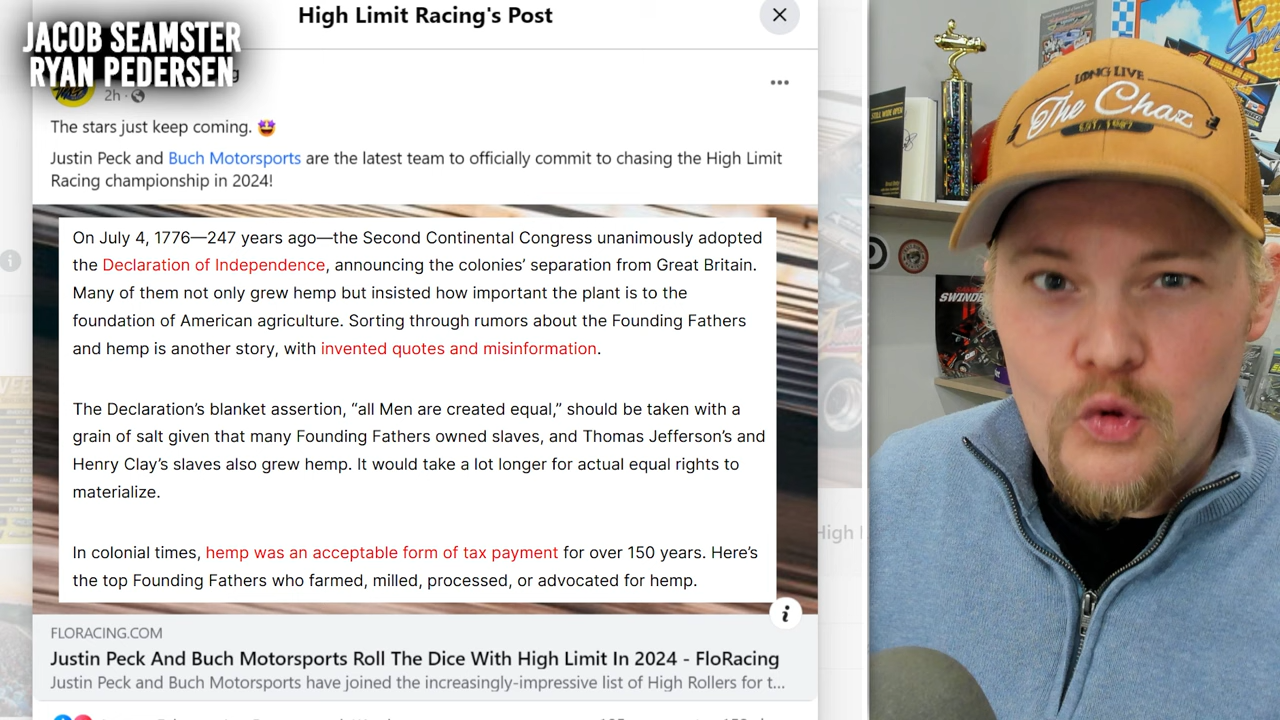 High Limit Racing's Post
JACOB SEAMSTER
RYAN PEDERSEN
2h
The stars just keep coming. 🤩
Justin Peck and Buch Motorsports are the latest team to officially commit to chasing the High Limit
Racing championship in 2024!
On July 4, 1776—247 years ago—the Second Continental Congress unanimously adopted
the Declaration of Independence, announcing the colonies’ separation from Great Britain.
Many of them not only grew hemp but insisted how important the plant is to the
foundation of American agriculture. Sorting through rumors about the Founding Fathers
and hemp is another story, with invented quotes and misinformation.
The Declaration’s blanket assertion, “all Men are created equal,” should be taken with a
grain of salt given that many Founding Fathers owned slaves, and Thomas Jefferson’s and
Henry Clay’s slaves also grew hemp. It would take a lot longer for actual equal rights to
materialize.
In colonial times, hemp was an acceptable form of tax payment for over 150 years. Here’s
the top Founding Fathers who farmed, milled, processed, or advocated for hemp.
FLORACING.COM
Justin Peck And Buch Motorsports Roll The Dice With High Limit In 2024 - FloRacing
Justin Peck and Buch Motorsports have joined the increasingly-impressive list of High Rollers for t...
High
LONG LIVE
The Chaz
EST. 1987